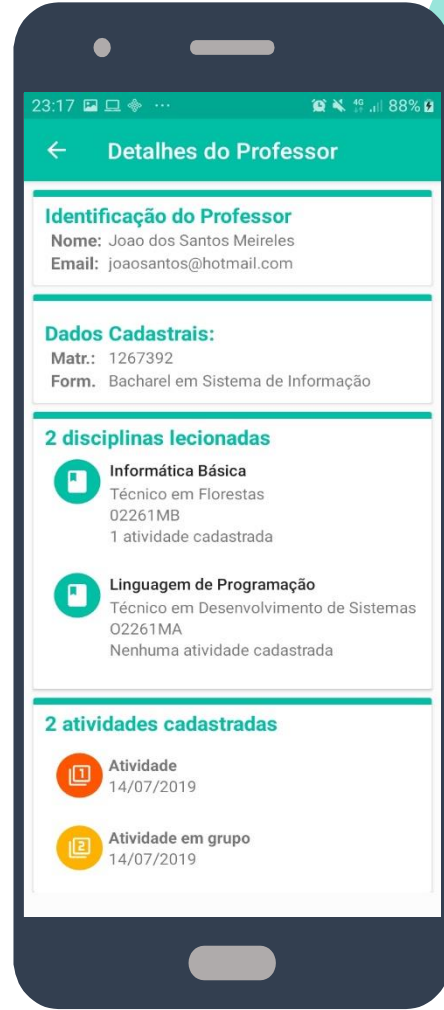 23:17 ... 4G 88%
Detalhes do Professor
Identificação do Professor
Nome: Joao dos Santos Meireles
Email: joaosantos@hotmail.com
Dados Cadastrais:
Matr.: 1267392
Form. Bacharel em Sistema de Informação
2 disciplinas lecionadas
Informática Básica
Técnico em Florestas
02261MB
1 atividade cadastrada
Linguagem de Programação
Técnico em Desenvolvimento de Sistemas
O2261MA
Nenhuma atividade cadastrada
2 atividades cadastradas
1 Atividade
14/07/2019
2 Atividade em grupo
14/07/2019